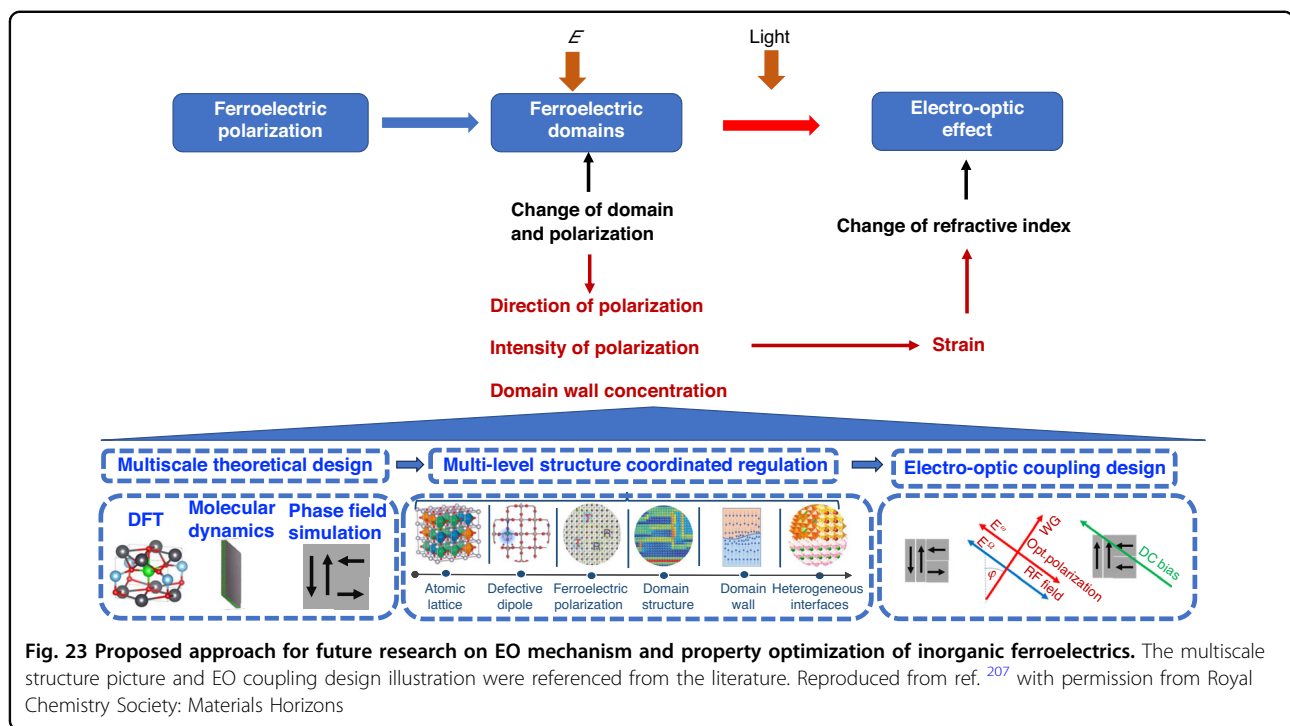 E
Light
Ferroelectric
polarization
Ferroelectric
domains
Electro-optic
effect
Change of domain
and polarization
Change of refractive index
Direction of polarization
Intensity of polarization
Strain
Domain wall concentration
Multiscale theoretical design
Multi-level structure coordinated regulation
Electro-optic coupling design
DFT
Molecular
dynamics
Phase field
simulation
Atomic
lattice
Defective
dipole
Ferroelectric
polarization
Domain
structure
Domain
wall
Heterogeneous
interfaces
T
R
R
E^ω
E^Ω
φ
WG
Opt.polarization
RF field
DC bias
Fig. 23 Proposed approach for future research on EO mechanism and property optimization of inorganic ferroelectrics. The multiscale
structure picture and EO coupling design illustration were referenced from the literature. Reproduced from ref. 207 with permission from Royal
Chemistry Society: Materials Horizons